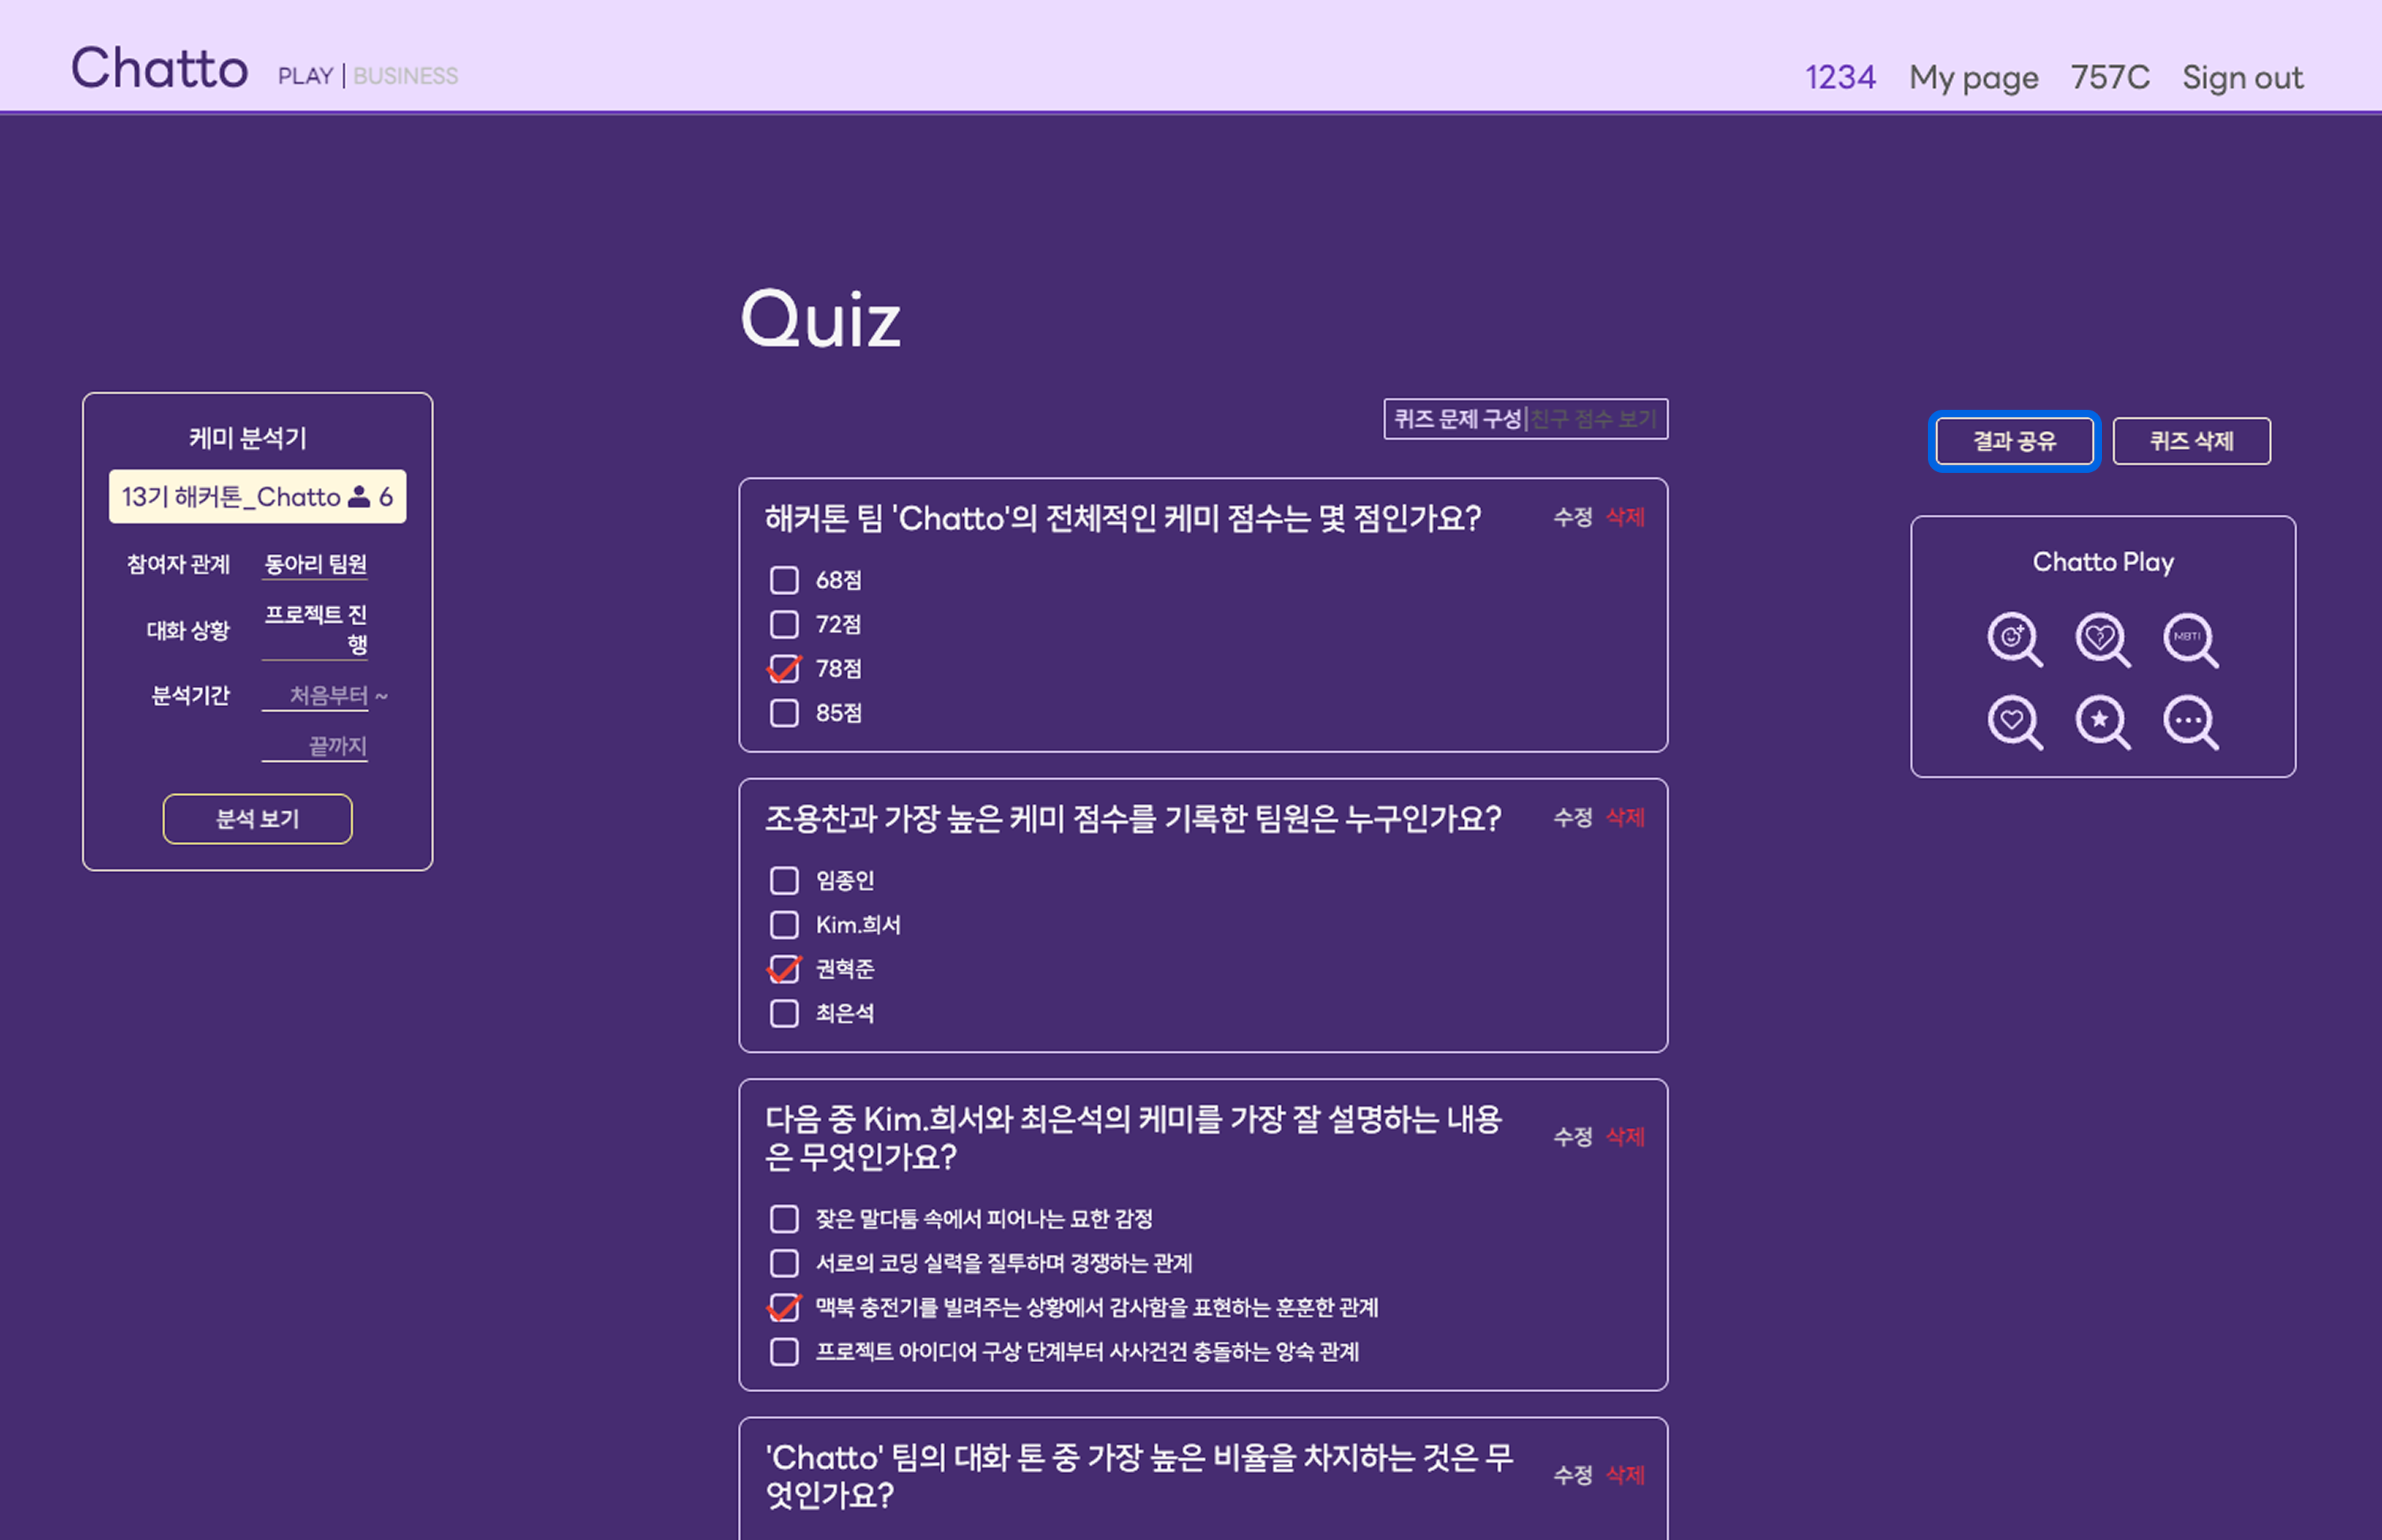 Chatto PLAY | BUSINESS
1234 My page 757C Sign out
Quiz
케미 분석기
13기 해커톤_Chatto 6
참여자 관계 동아리 팀원
대화 상황 프로젝트 진
행
분석기간 처음부터 ~
끝까지
분석 보기
퀴즈 문제 구성|친구 점수 보기
해커톤 팀 'Chatto'의 전체적인 케미 점수는 몇 점인가요? 수정 삭제
68점
72점
78점
85점
조용찬과 가장 높은 케미 점수를 기록한 팀원은 누구인가요? 수정 삭제
임종인
Kim.희서
권혁준
최은석
다음 중 Kim.희서와 최은석의 케미를 가장 잘 설명하는 내용
은 무엇인가요?
수정 삭제
잦은 말다툼 속에서 피어나는 묘한 감정
서로의 코딩 실력을 질투하며 경쟁하는 관계
맥북 충전기를 빌려주는 상황에서 감사함을 표현하는 훈훈한 관계
프로젝트 아이디어 구상 단계부터 사사건건 충돌하는 앙숙 관계
'Chatto' 팀의 대화 톤 중 가장 높은 비율을 차지하는 것은 무
엇인가요?
수정 삭제
결과 공유 퀴즈 삭제
Chatto Play
MBTI